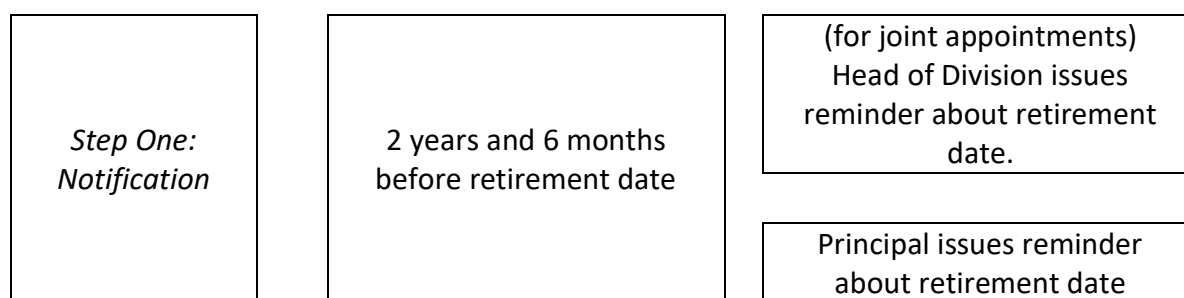 Step One:
Notification
2 years and 6 months
before retirement date
(for joint appointments)
Head of Division issues
reminder about retirement
date.
Principal issues reminder
about retirement date